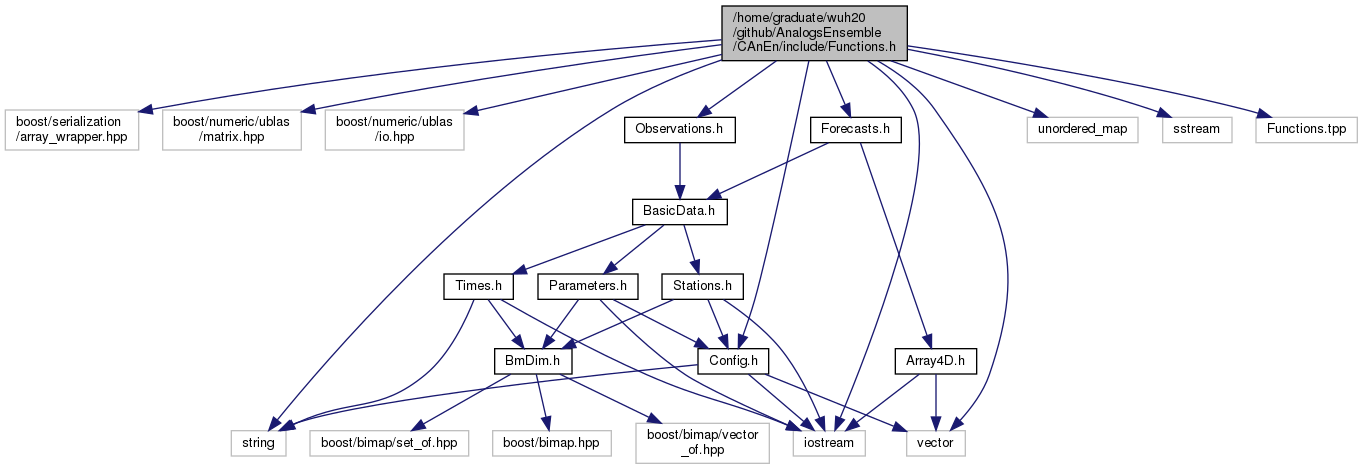 /home/graduate/wuh20
/github/AnalogsEnsemble
/CAnEn/include/Functions.h
boost/serialization
/array_wrapper.hpp
boost/numeric/ublas
/matrix.hpp
boost/numeric/ublas
/io.hpp
Observations.h
Forecasts.h
unordered_map
sstream
Functions.tpp
BasicData.h
Times.h
Parameters.h
Stations.h
BmDim.h
Config.h
Array4D.h
string
boost/bimap/set_of.hpp
boost/bimap.hpp
boost/bimap/vector
_of.hpp
iostream
vector